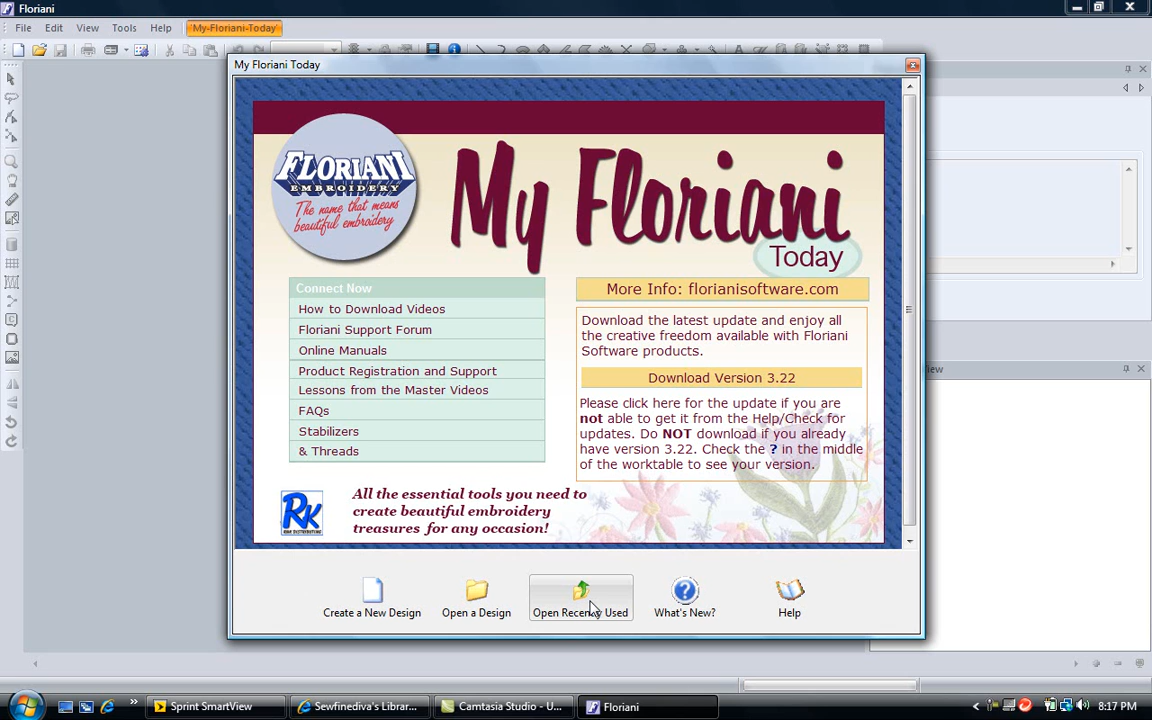 Floriani
File Edit View Tools Help 'My-Floriani-Today'
My Floriani Today
FLORIANI
EMBROIDERY
The name that means
beautiful embroidery
My Floriani
Today
Connect Now
How to Download Videos
Floriani Support Forum
Online Manuals
Product Registration and Support
Lessons from the Master Videos
FAQs
Stabilizers
& Threads
More Info: florianisoftware.com
Download the latest update and enjoy all
the creative freedom available with Floriani
Software products.
Download Version 3.22
Please click here for the update if you are
not able to get it from the Help/Check for
updates. Do NOT download if you already
have version 3.22. Check the ? in the middle
of the worktable to see your version.
RK
RNK DISTRIBUTING
All the essential tools you need to
create beautiful embroidery
treasures for any occasion!
Create a New Design
Open a Design
Open Recently Used
What's New?
Help
View
Sprint SmartView
Sewfinediva's Librar...
Camtasia Studio - U...
Floriani
8:17 PM